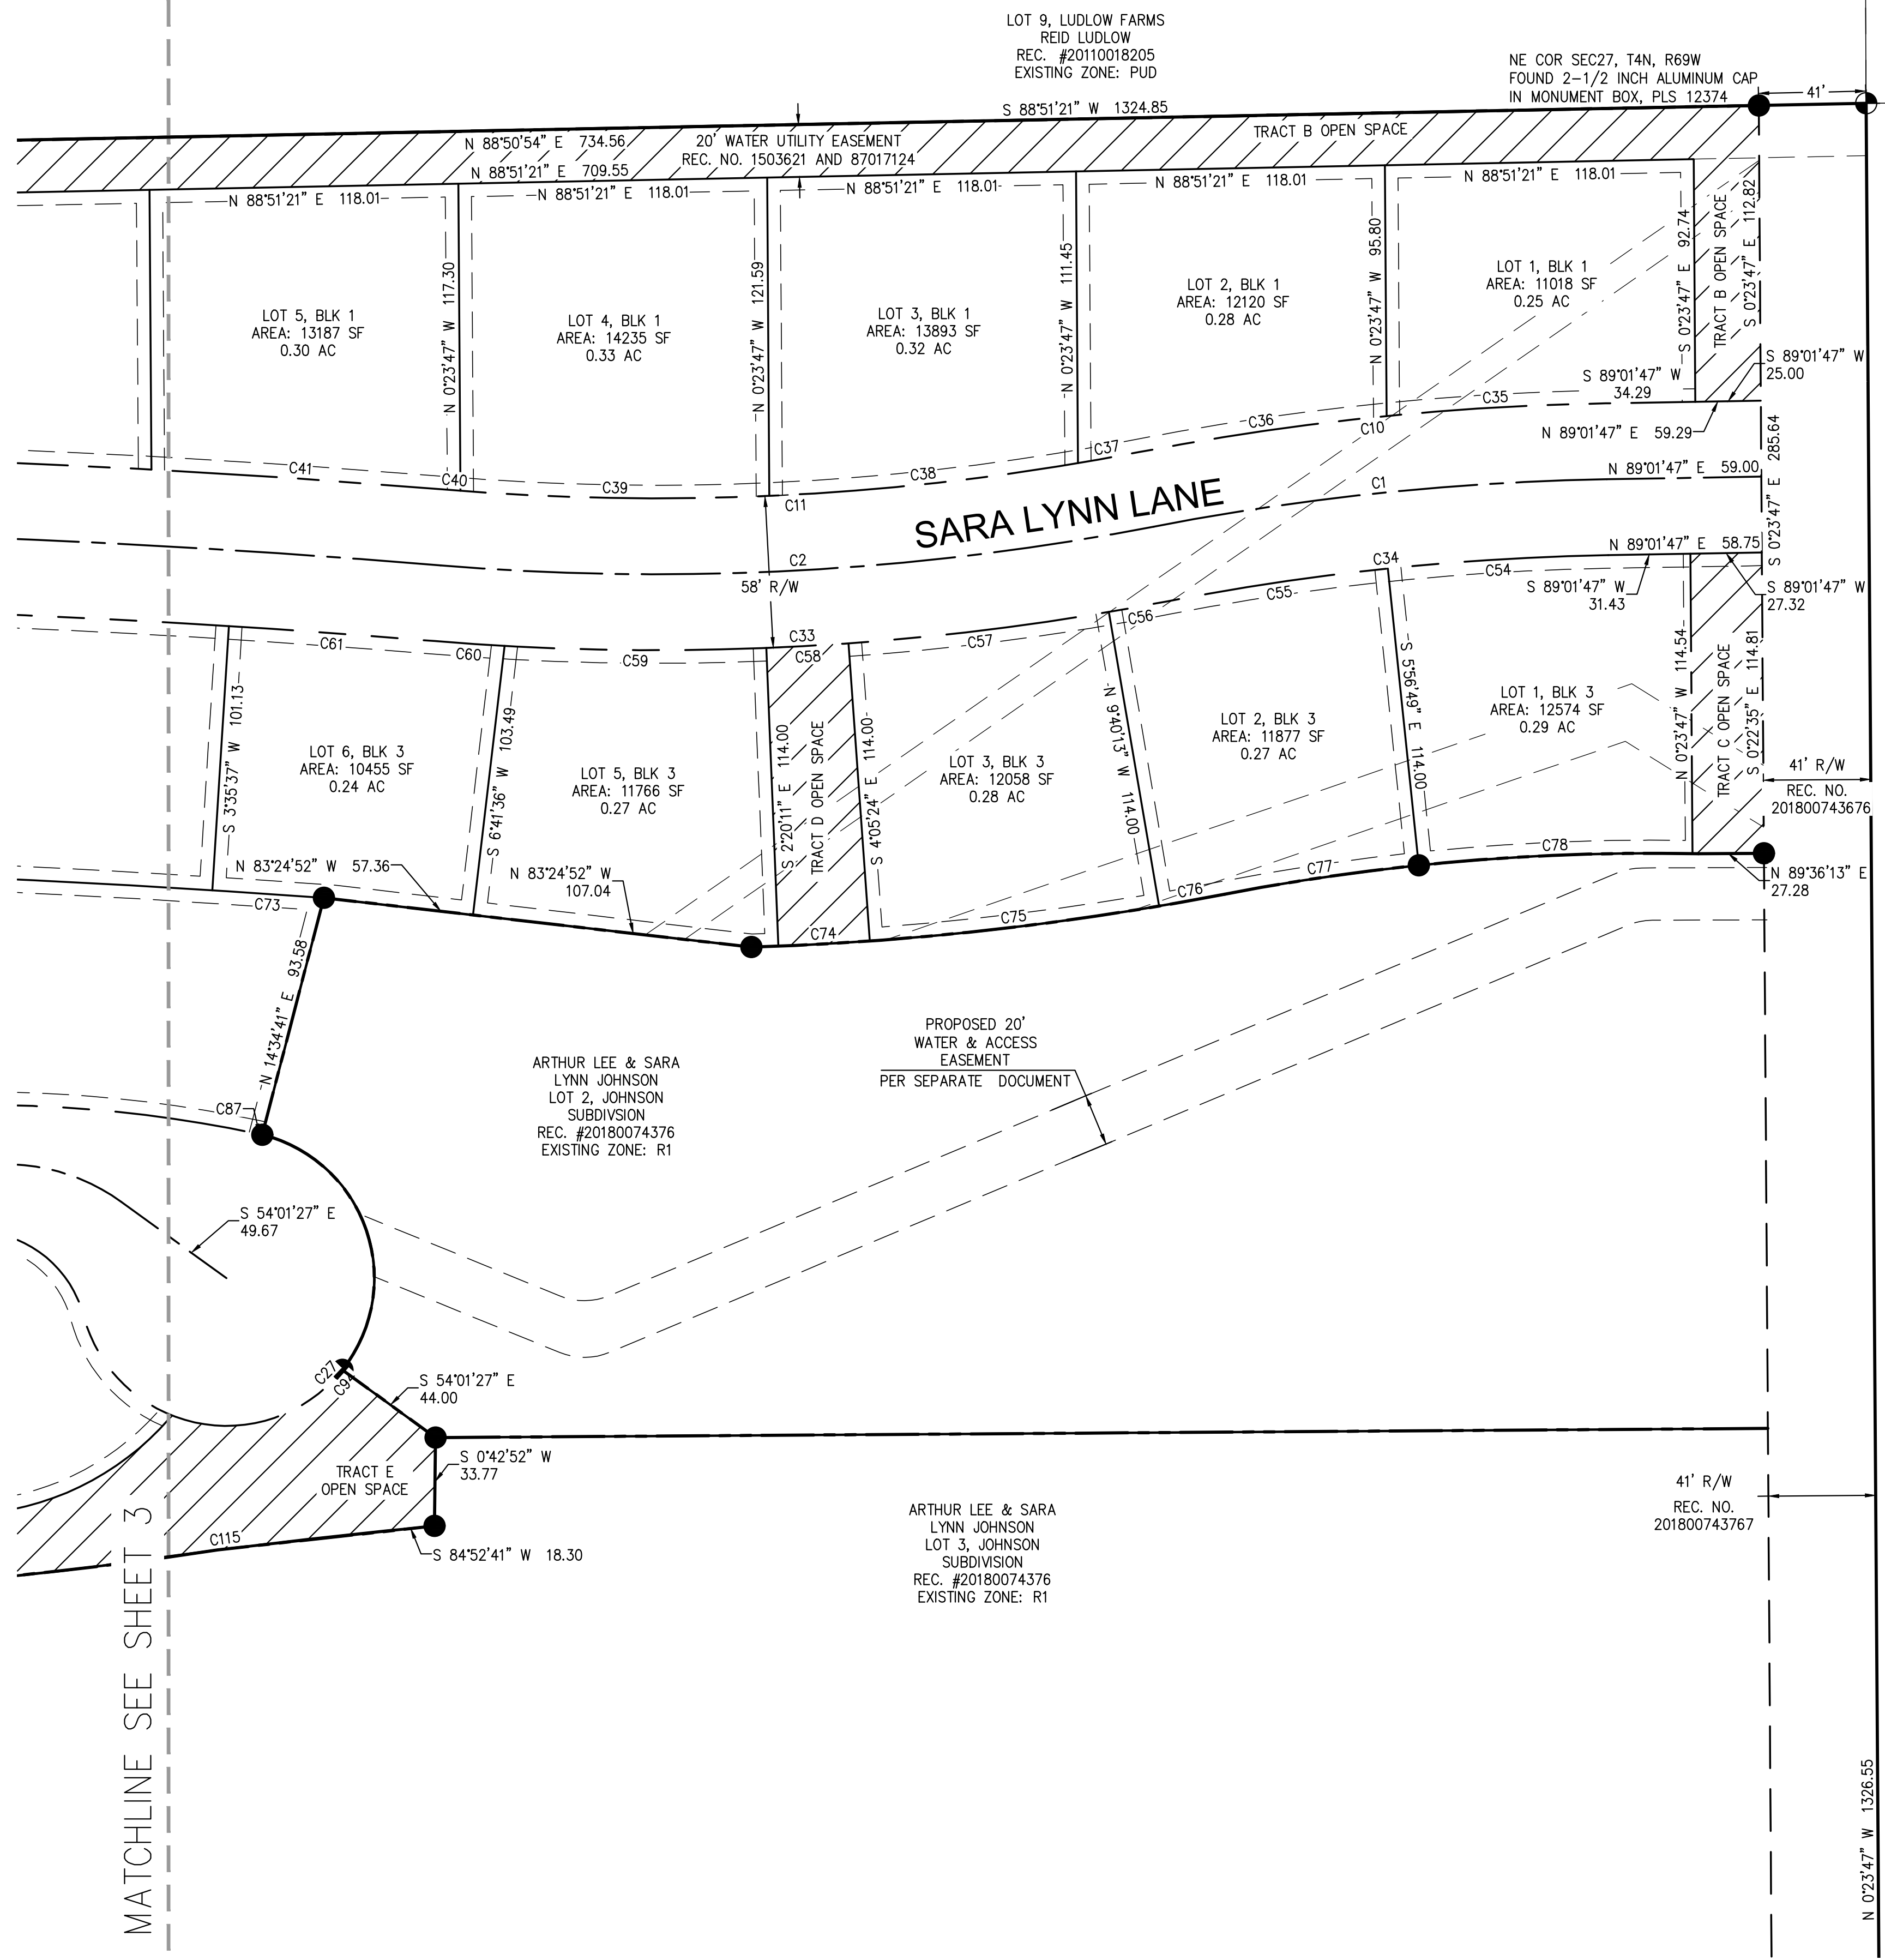 LOT 9, LUDLOW FARMS
REID LUDLOW
REC. #20110018205
EXISTING ZONE: PUD
NE COR SEC27, T4N, R69W
FOUND 2-1/2 INCH ALUMINUM CAP
IN MONUMENT BOX, PLS 12374
41'
S 88°51'21" W 1324.85
N 88°50'54" E 734.56
20' WATER UTILITY EASEMENT
REC. NO. 1503621 AND 87017124
TRACT B OPEN SPACE
N 88°51'21" E 709.55
N 88°51'21" E 118.01
N 88°51'21" E 118.01
N 88°51'21" E 118.01
N 88°51'21" E 118.01
N 88°51'21" E 118.01
LOT 5, BLK 1
AREA: 13187 SF
0.30 AC
N 0°23'47" W 117.30
LOT 4, BLK 1
AREA: 14235 SF
0.33 AC
N 0°23'47" W 121.59
LOT 3, BLK 1
AREA: 13893 SF
0.32 AC
N 0°23'47" W 111.45
LOT 2, BLK 1
AREA: 12120 SF
0.28 AC
N 0°23'47" W 95.80
LOT 1, BLK 1
AREA: 11018 SF
0.25 AC
S 0°23'47" E 92.74
TRACT B OPEN SPACE
S 0°23'47" E 112.82
S 89°01'47" W
25.00
S 89°01'47" W
34.29
N 89°01'47" E 59.29
N 89°01'47" E 59.00
S 0°23'47" E 285.64
C35
C10
C36
C37
C38
C11
C39
C40
C41
C1
SARA LYNN LANE
C2
58' R/W
N 89°01'47" E 58.75
S 89°01'47" W
31.43
S 89°01'47" W
27.32
C34
C54
C55
C56
C57
C33
C58
C59
C60
C61
S 3°35'37" W 101.13
LOT 6, BLK 3
AREA: 10455 SF
0.24 AC
S 6°41'36" W 103.49
LOT 5, BLK 3
AREA: 11766 SF
0.27 AC
S 2°20'11" E 114.00
TRACT D OPEN SPACE
S 4°05'24" E 114.00
LOT 3, BLK 3
AREA: 12058 SF
0.28 AC
N 9°40'13" W 114.00
LOT 2, BLK 3
AREA: 11877 SF
0.27 AC
S 5°56'49" E 114.00
LOT 1, BLK 3
AREA: 12574 SF
0.29 AC
N 0°23'47" W 114.54
TRACT C OPEN SPACE
S 0°22'35" E 114.81
41' R/W
REC. NO.
201800743676
N 83°24'52" W 57.36
N 83°24'52" W
107.04
C73
C74
C75
C76
C77
C78
N 89°36'13" E
27.28
N 14°34'41" E 93.58
C87
ARTHUR LEE & SARA
LYNN JOHNSON
LOT 2, JOHNSON
SUBDIVSION
REC. #20180074376
EXISTING ZONE: R1
PROPOSED 20'
WATER & ACCESS
EASEMENT
PER SEPARATE DOCUMENT
S 54°01'27" E
49.67
C27
S 54°01'27" E
44.00
S 0°42'52" W
33.77
TRACT E
OPEN SPACE
C115
S 84°52'41" W 18.30
ARTHUR LEE & SARA
LYNN JOHNSON
LOT 3, JOHNSON
SUBDIVISION
REC. #20180074376
EXISTING ZONE: R1
41' R/W
REC. NO.
201800743767
MATCHLINE SEE SHEET 3
N 0°23'47" W 1326.55